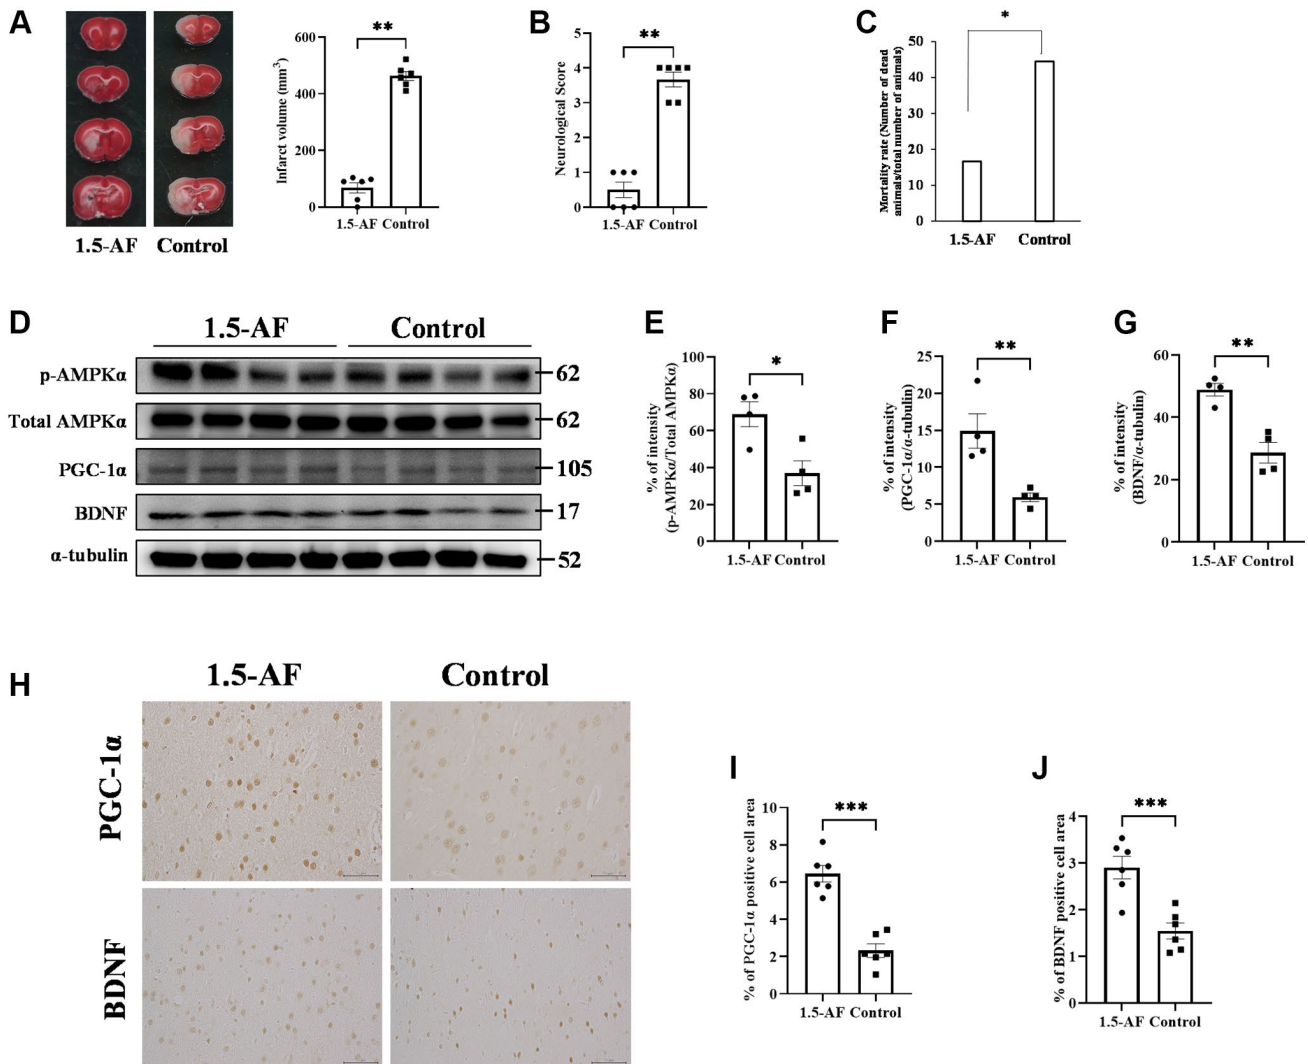 A
600
400
200
0
Infarct volume (mm³)
**
1.5-AF Control
1.5-AF Control
B
5
4
3
2
1
0
Neurological Score
**
1.5-AF Control
C
50
40
30
20
10
0
Mortality rate (Number of dead
animals/total number of animals)
*
1.5-AF Control
D
1.5-AF Control
p-AMPKα 62
Total AMPKα 62
PGC-1α 105
BDNF 17
α-tubulin 52
E
100
80
60
40
20
0
% of intensity
(p-AMPKα/Total AMPKα)
*
1.5-AF Control
F
25
20
15
10
5
0
% of intensity
(PGC-1α/α-tubulin)
**
1.5-AF Control
G
60
40
20
0
% of intensity
(BDNF/α-tubulin)
**
1.5-AF Control
H
1.5-AF Control
PGC-1α
BDNF
I
10
8
6
4
2
0
% of PGC-1α positive cell area
***
1.5-AF Control
J
4
3
2
1
0
% of BDNF positive cell area
***
1.5-AF Control